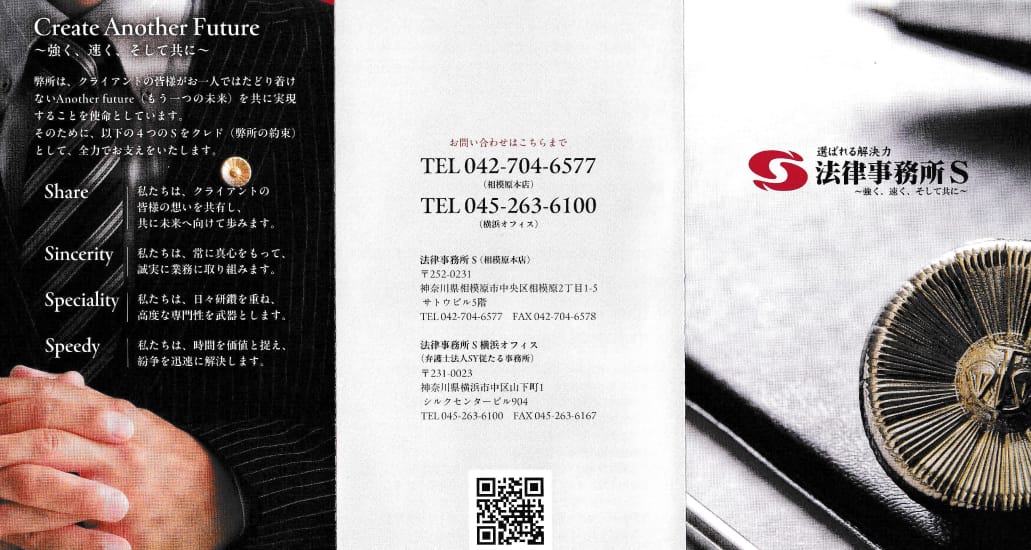 Create Another Future
～強く、速く、そして共に～
弊所は、クライアントの皆様がお一人ではたどり着け
ないAnother future（もう一つの未来）を共に実現
することを使命としています。
そのために、以下の４つのＳをクレド（弊所の約束）
として、全力でお支えをいたします。
Share
私たちは、クライアントの
皆様の想いを共有し、
共に未来へ向けて歩みます。
Sincerity
私たちは、常に真心をもって、
誠実に業務に取り組みます。
Speciality
私たちは、日々研鑽を重ね、
高度な専門性を武器とします。
Speedy
私たちは、時間を価値と捉え、
紛争を迅速に解決します。
お問い合わせはこちらまで
TEL 042-704-6577
（相模原本店）
TEL 045-263-6100
（横浜オフィス）
法律事務所Ｓ（相模原本店）
〒252-0231
神奈川県相模原市中央区相模原2丁目1-5
サトウビル5階
TEL 042-704-6577　FAX 042-704-6578
法律事務所Ｓ横浜オフィス
（弁護士法人SY従たる事務所）
〒231-0023
神奈川県横浜市中区山下町1
シルクセンタービル904
TEL 045-263-6100　FAX 045-263-6167
選ばれる解決力
法律事務所Ｓ
～強く、速く、そして共に～